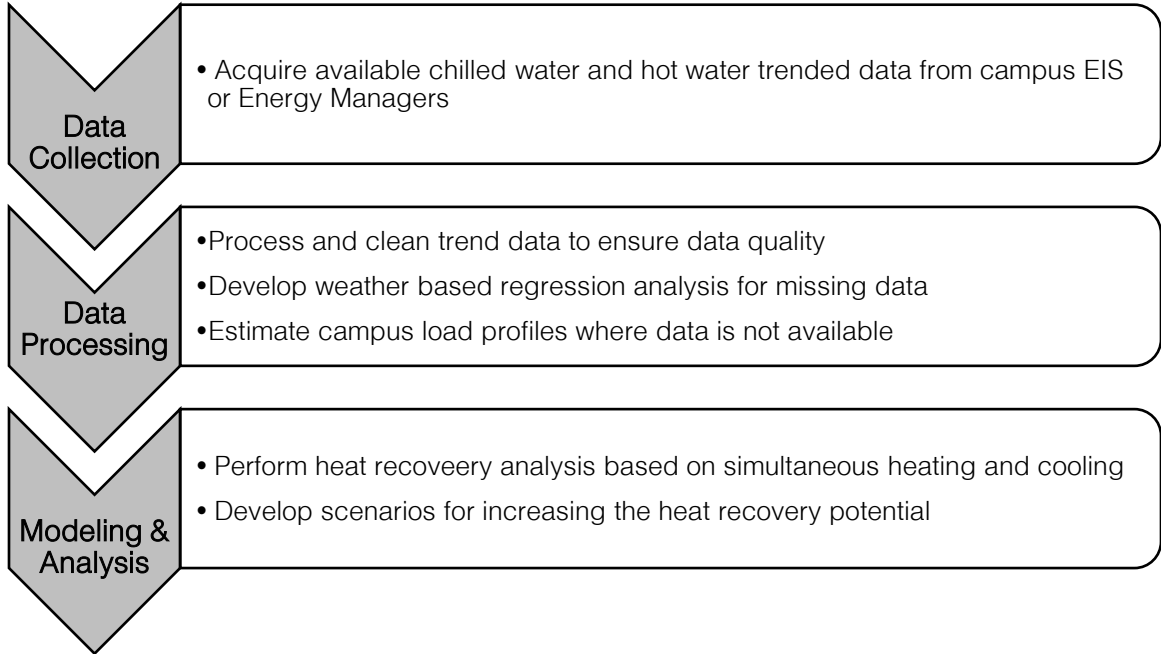 Data
Collection
• Acquire available chilled water and hot water trended data from campus EIS
or Energy Managers
Data
Processing
•Process and clean trend data to ensure data quality
•Develop weather based regression analysis for missing data
•Estimate campus load profiles where data is not available
Modeling &
Analysis
• Perform heat recoveery analysis based on simultaneous heating and cooling
• Develop scenarios for increasing the heat recovery potential